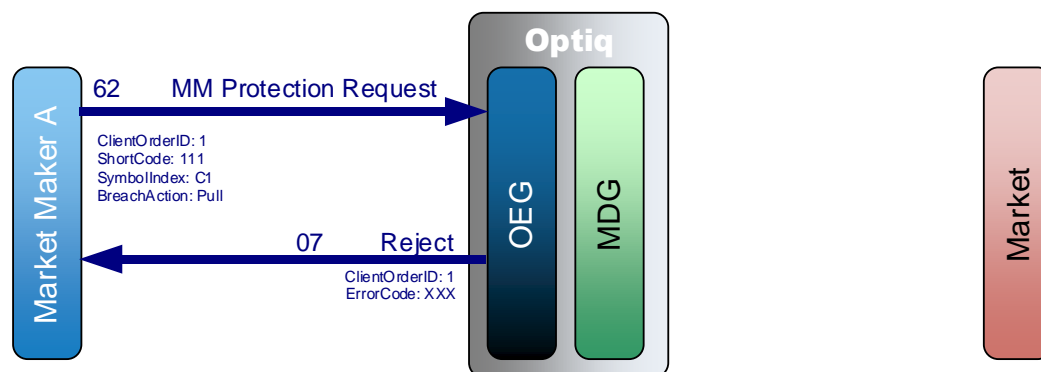 Optiq
62 MM Protection Request
Market Maker A
ClientOrderID: 1
ShortCode: 111
SymbolIndex: C1
BreachAction: Pull
OEG
MDG
Market
07 Reject
ClientOrderID: 1
ErrorCode: XXX